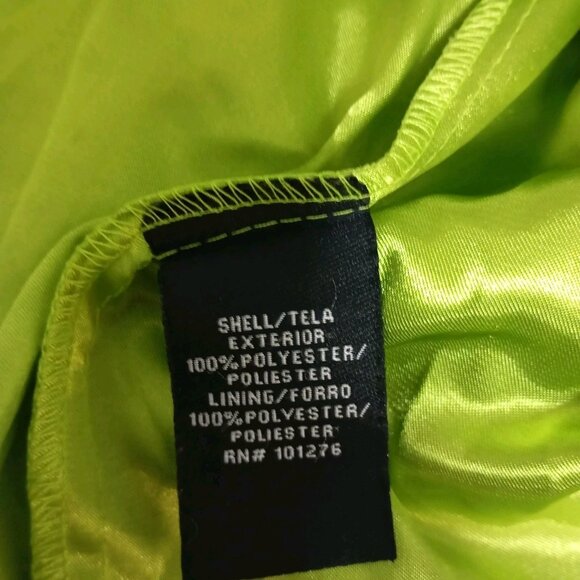 SHELL/TELA
EXTERIOR
100%POLYESTER/
POLIESTER
LINING/FORRO
100%POLYESTER/
POLIESTER
RN# 101276